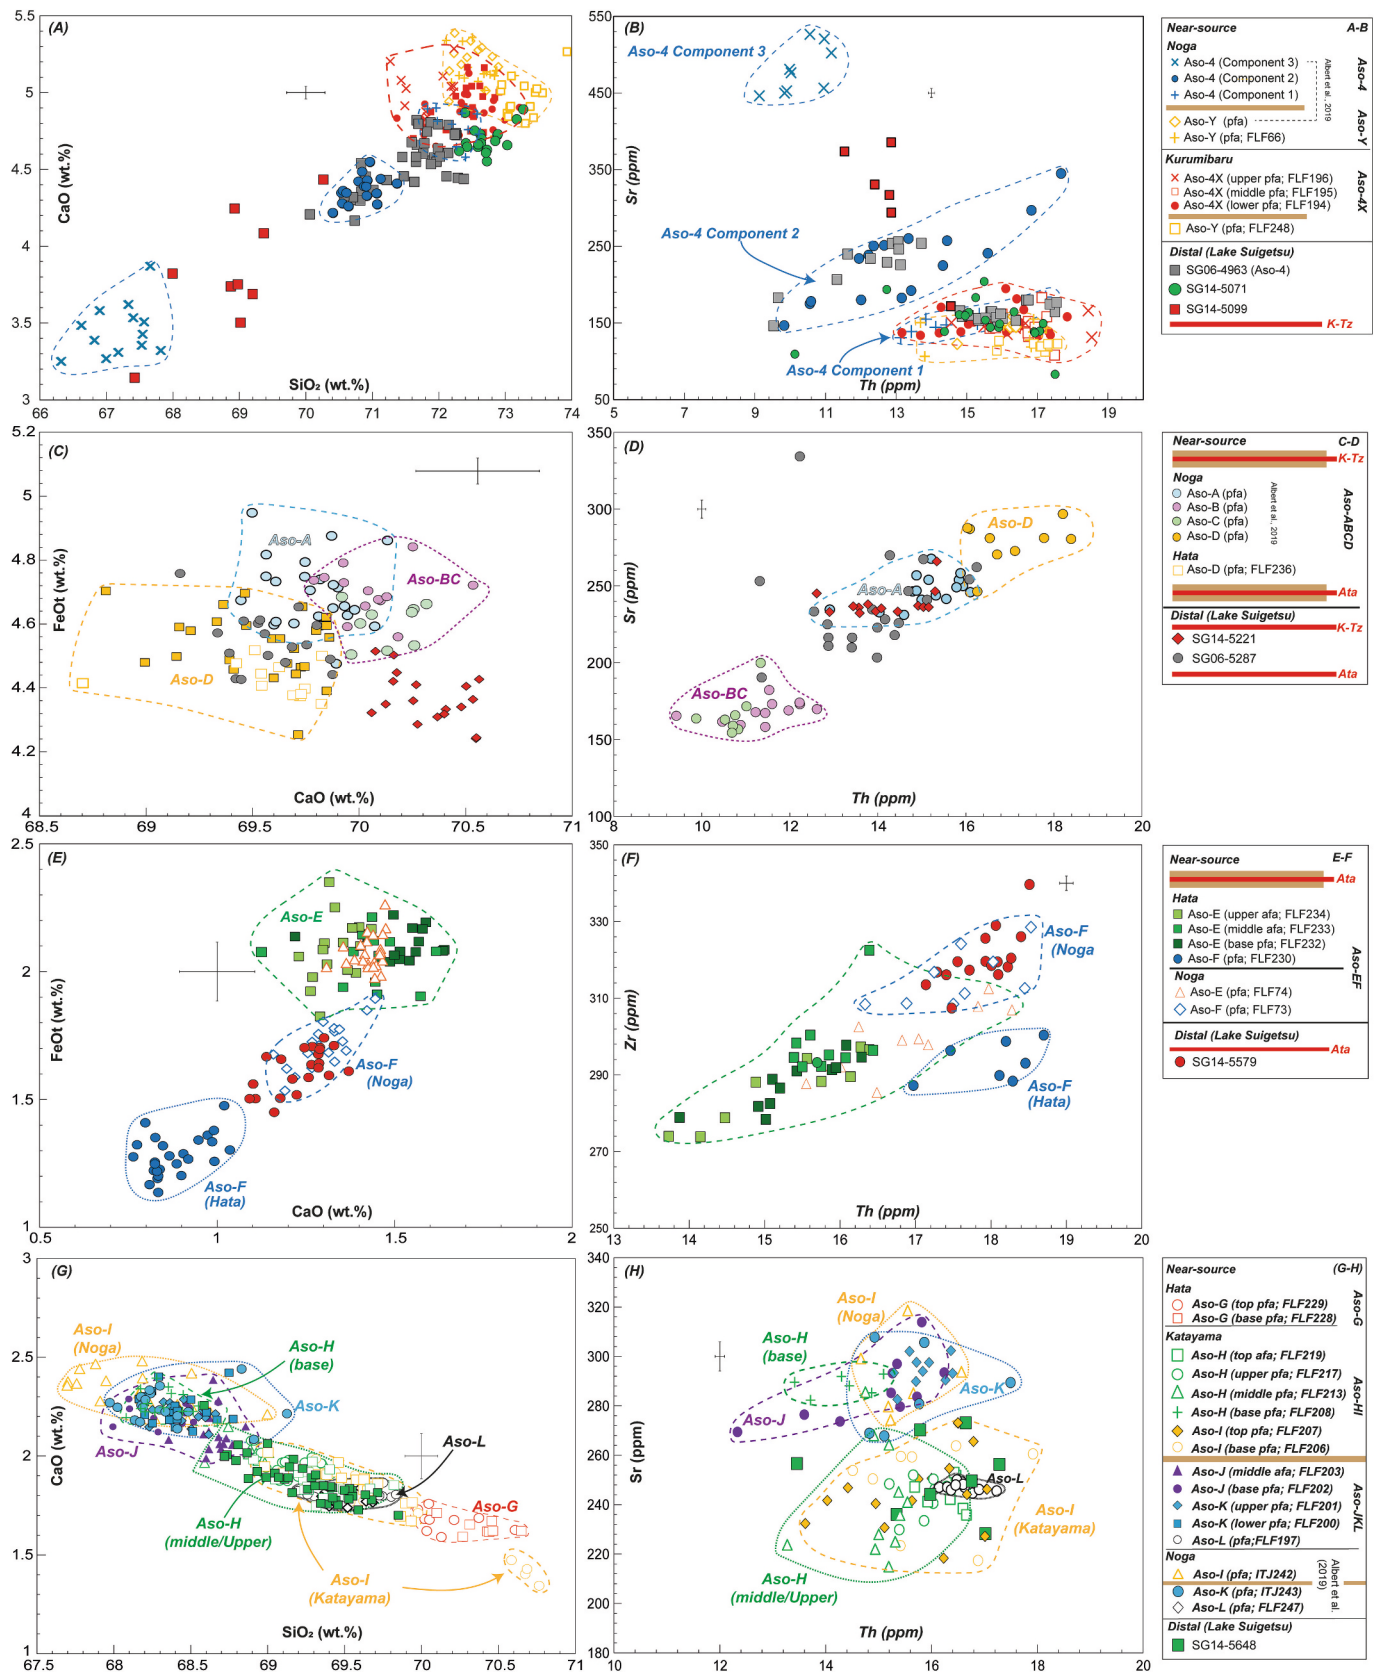 (A)
5.5
5
4.5
4
3.5
3
CaO (wt.%)
SiO₂ (wt.%)
66 67 68 69 70 71 72 73 74
(B)
Aso-4 Component 3
Aso-4 Component 2
Aso-4 Component 1
550
450
350
250
150
50
Sr (ppm)
Th (ppm)
5 7 9 11 13 15 17 19
Near-source A-B
Noga
Aso-4 (Component 3)
Aso-4 (Component 2)
Aso-4 (Component 1)
Aso-4
Albert et al., 2019
Aso-Y (pfa)
Aso-Y (pfa; FLF66)
Aso-Y
Kurumibaru
Aso-4X (upper pfa; FLF196)
Aso-4X (middle pfa; FLF195)
Aso-4X (lower pfa; FLF194)
Aso-4X
Aso-Y (pfa; FLF248)
Distal (Lake Suigetsu)
SG06-4963 (Aso-4)
SG14-5071
SG14-5099
K-Tz
(C)
5.2
5
4.8
4.6
4.4
4.2
4
FeOt (wt.%)
Aso-A
Aso-BC
Aso-D
CaO (wt.%)
68.5 69 69.5 70 70.5 71
(D)
350
300
250
200
150
100
Sr (ppm)
Aso-D
Aso-A
Aso-BC
Th (ppm)
8 10 12 14 16 18 20
Near-source C-D
K-Tz
Noga
Aso-A (pfa)
Aso-B (pfa)
Aso-C (pfa)
Aso-D (pfa)
Albert et al., 2019
Aso-ABCD
Hata
Aso-D (pfa; FLF236)
Ata
Distal (Lake Suigetsu)
K-Tz
SG14-5221
SG06-5287
Ata
(E)
2.5
2
1.5
1
FeOt (wt.%)
Aso-E
Aso-F
(Noga)
Aso-F
(Hata)
CaO (wt.%)
0.5 1 1.5 2
(F)
350
330
310
290
270
250
Zr (ppm)
Aso-F
(Noga)
Aso-F
(Hata)
Th (ppm)
13 14 15 16 17 18 19 20
Near-source E-F
Ata
Hata
Aso-E (upper afa; FLF234)
Aso-E (middle afa; FLF233)
Aso-E (base pfa; FLF232)
Aso-F (pfa; FLF230)
Aso-EF
Noga
Aso-E (pfa; FLF74)
Aso-F (pfa; FLF73)
Distal (Lake Suigetsu)
Ata
SG14-5579
(G)
3
2.5
2
1.5
1
CaO (wt.%)
Aso-I
(Noga)
Aso-H
(base)
Aso-K
Aso-J
Aso-L
Aso-G
Aso-H
(middle/Upper)
Aso-I
(Katayama)
SiO₂ (wt.%)
67.5 68 68.5 69 69.5 70 70.5 71
(H)
340
320
300
280
260
240
220
200
180
Sr (ppm)
Aso-I
(Noga)
Aso-H
(base)
Aso-K
Aso-J
Aso-L
Aso-I
(Katayama)
Aso-H
(middle/Upper)
Th (ppm)
10 12 14 16 18 20
Near-source (G-H)
Hata
Aso-G (top pfa; FLF229)
Aso-G (base pfa; FLF228)
Aso-G
Katayama
Aso-H (top afa; FLF219)
Aso-H (upper pfa; FLF217)
Aso-H (middle pfa; FLF213)
Aso-H (base pfa; FLF208)
Aso-I (top pfa; FLF207)
Aso-I (base pfa; FLF206)
Aso-HI
Aso-J (middle afa; FLF203)
Aso-J (base pfa; FLF202)
Aso-K (upper pfa; FLF201)
Aso-K (lower pfa; FLF200)
Aso-L (pfa;FLF197)
Aso-JKL
Noga
Aso-I (pfa; ITJ242)
Aso-K (pfa; ITJ243)
Aso-L (pfa; FLF247)
Albert et al.
(2019)
Distal (Lake Suigetsu)
SG14-5648